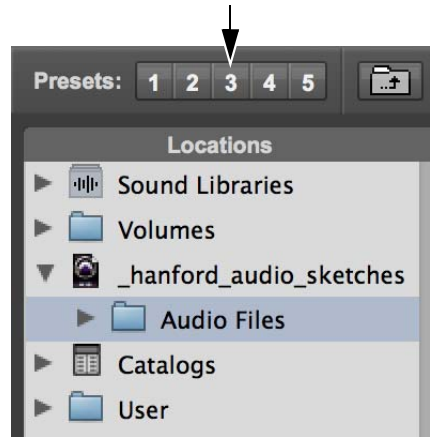 Presets: 1 2 3 4 5
Locations
Sound Libraries
Volumes
_hanford_audio_sketches
Audio Files
Catalogs
User